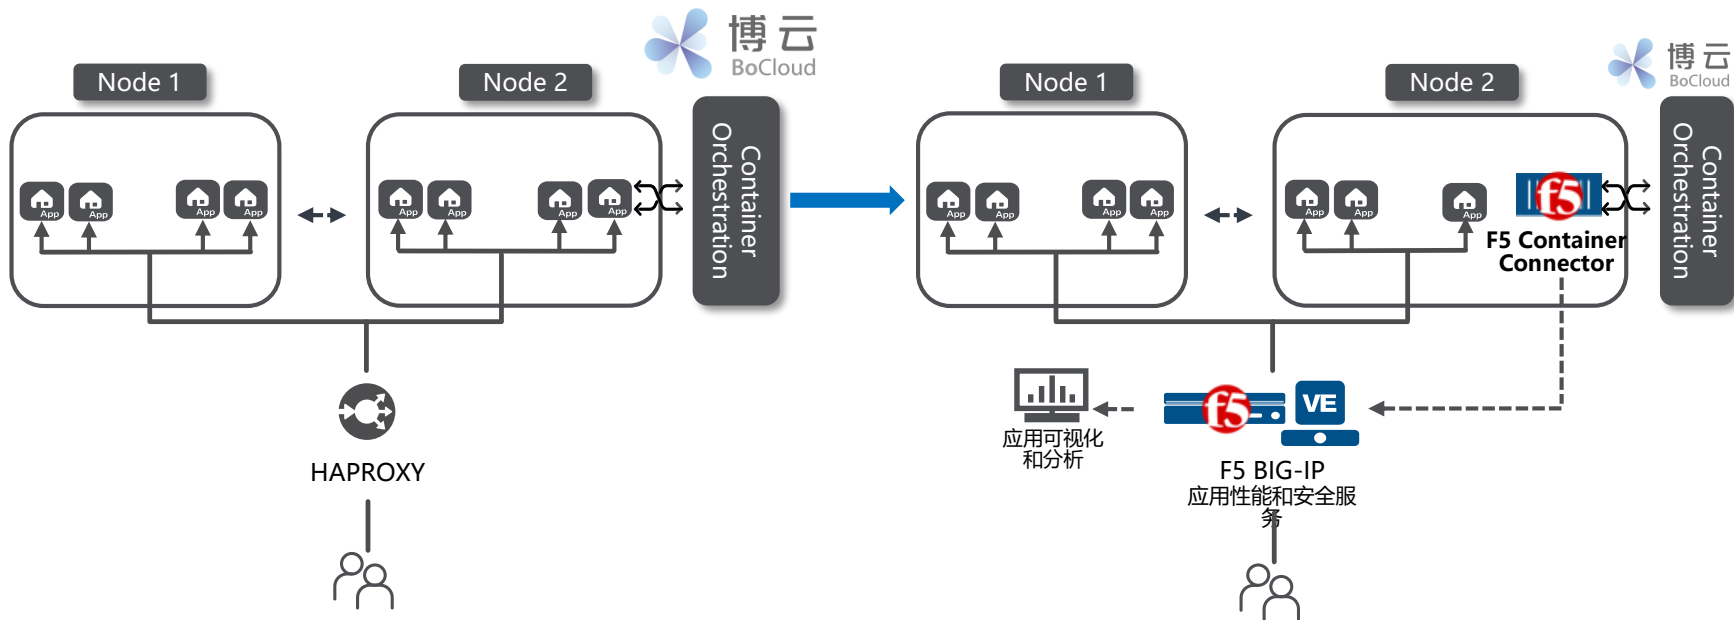 博云
BoCloud
Node 1
Node 2
Container
Orchestration
App
App
App
App
App
App
App
App
HAPROXY
博云
BoCloud
Node 1
Node 2
Container
Orchestration
App
App
App
App
App
App
App
f5
F5 Container
Connector
f5
VE
应用可视化
和分析
F5 BIG-IP
应用性能和安全服
务